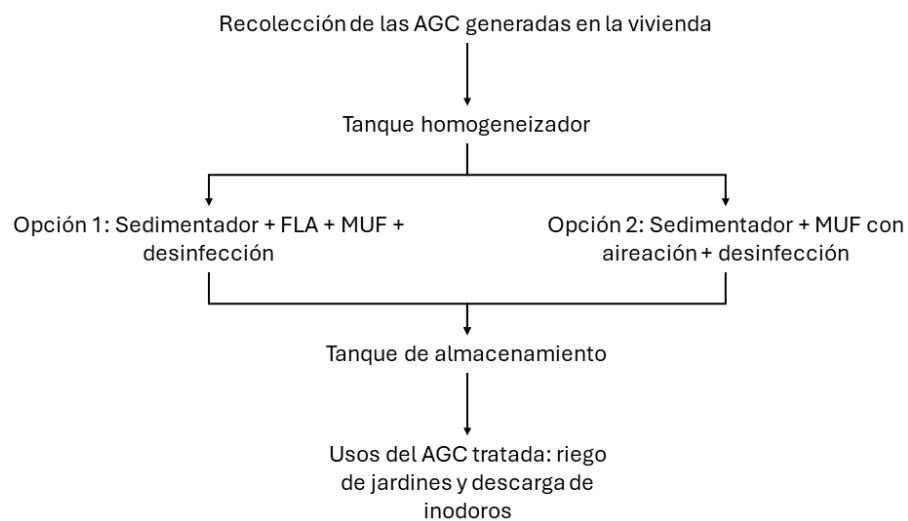 Recolección de las AGC generadas en la vivienda
Tanque homogeneizador
Opción 1: Sedimentador + FLA + MUF +
desinfección
Opción 2: Sedimentador + MUF con
aireación + desinfección
Tanque de almacenamiento
Usos del AGC tratada: riego
de jardines y descarga de
inodoros